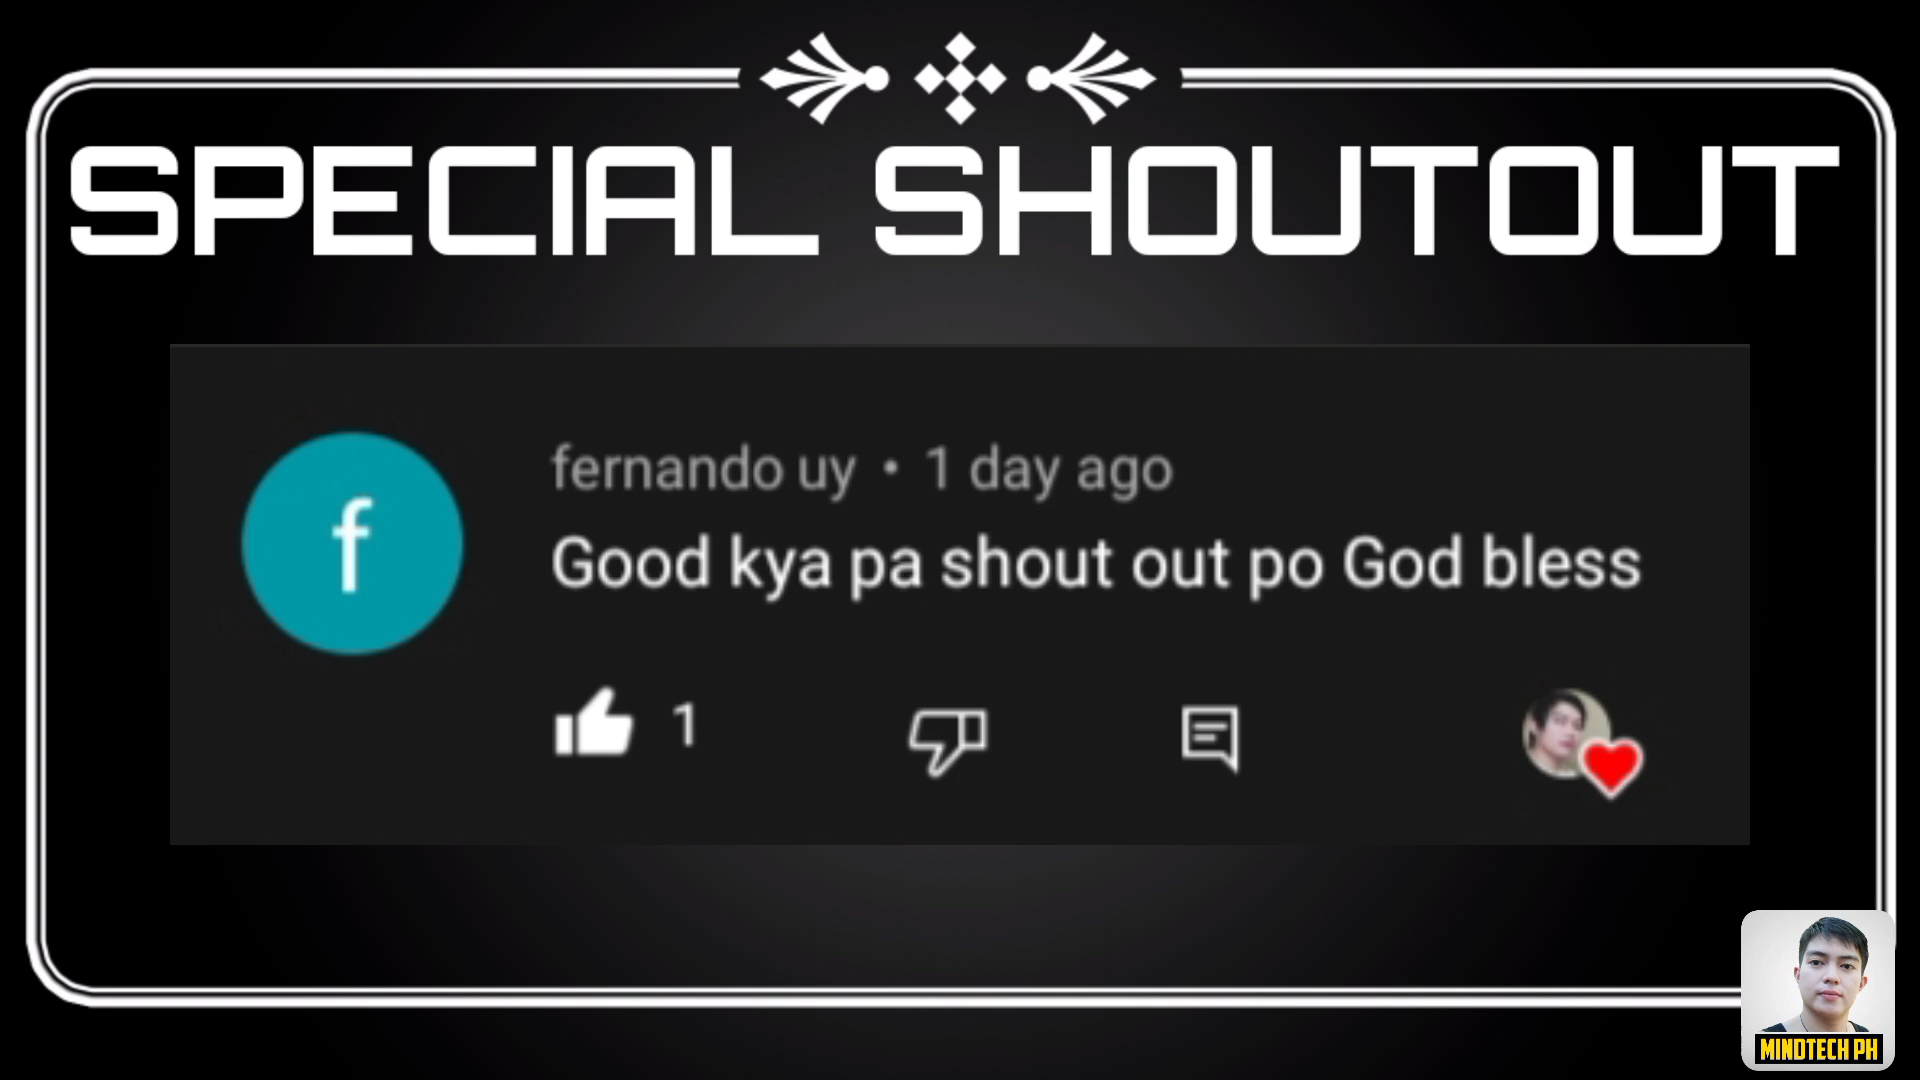 SPECIAL SHOUTOUT
f
fernando uy • 1 day ago
Good kya pa shout out po God bless
1
MINDTECH PH